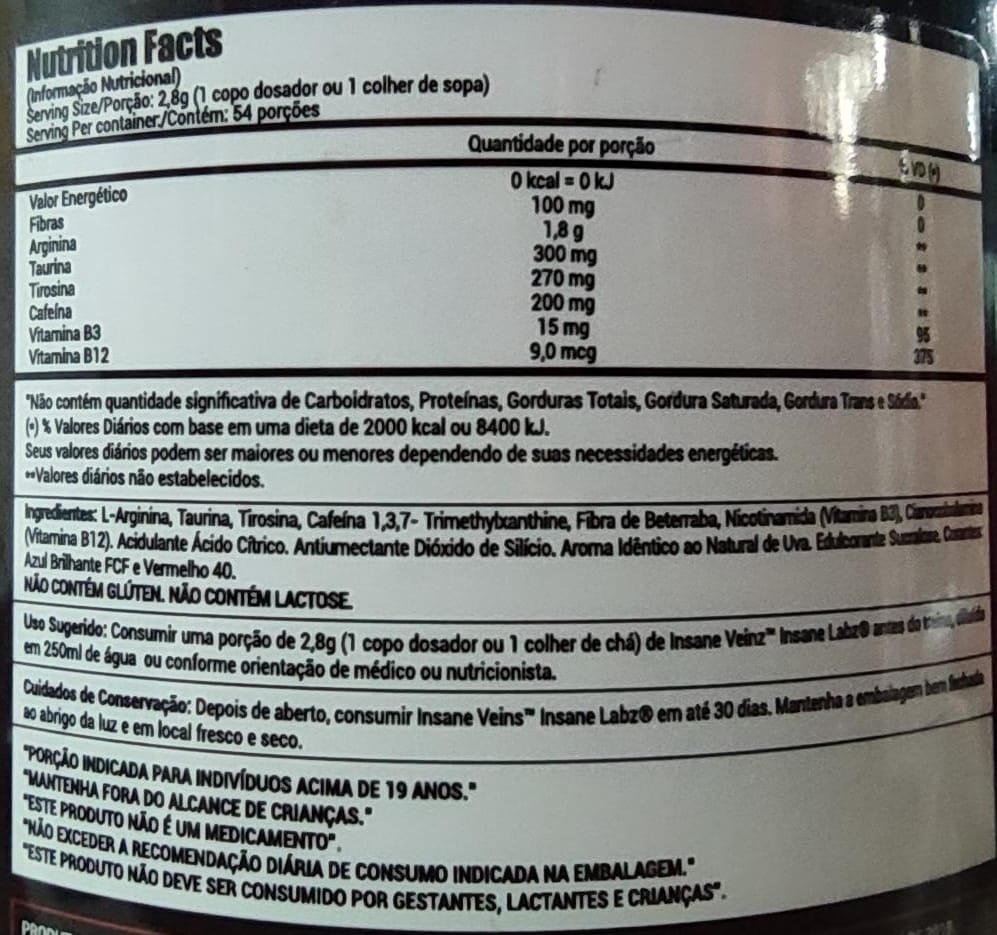 Nutrition Facts
(Informação Nutricional)
Serving Size/Porção: 2,8g (1 copo dosador ou 1 colher de sopa)
Serving Per container/Contém: 54 porções
Quantidade por porção
% VD (*)
Valor Energético 0 kcal = 0 kJ 0
Fibras 100 mg 0
Arginina 1,8 g **
Taurina 300 mg **
Tirosina 270 mg **
Cafeína 200 mg **
Vitamina B3 15 mg 95
Vitamina B12 9,0 mcg 375
"Não contém quantidade significativa de Carboidratos, Proteínas, Gorduras Totais, Gordura Saturada, Gordura Trans e Sódio."
(*) % Valores Diários com base em uma dieta de 2000 kcal ou 8400 kJ.
Seus valores diários podem ser maiores ou menores dependendo de suas necessidades energéticas.
**Valores diários não estabelecidos.
Ingredientes: L-Arginina, Taurina, Tirosina, Cafeína 1,3,7- Trimethylxanthine, Fibra de Beterraba, Nicotinamida (Vitamina B3), Cianocobalamina
(Vitamina B12). Acidulante Ácido Cítrico. Antiumectante Dióxido de Silício. Aroma Idêntico ao Natural de Uva. Edulcorante Sucralose, Corantes
Azul Brilhante FCF e Vermelho 40.
NÃO CONTÉM GLÚTEN. NÃO CONTÉM LACTOSE.
Uso Sugerido: Consumir uma porção de 2,8g (1 copo dosador ou 1 colher de chá) de Insane Veinz™ Insane Labz® antes do treino, diluída
em 250ml de água ou conforme orientação de médico ou nutricionista.
Cuidados de Conservação: Depois de aberto, consumir Insane Veins™ Insane Labz® em até 30 dias. Mantenha a embalagem bem fechada
ao abrigo da luz e em local fresco e seco.
"PORÇÃO INDICADA PARA INDIVÍDUOS ACIMA DE 19 ANOS."
"MANTENHA FORA DO ALCANCE DE CRIANÇAS."
"ESTE PRODUTO NÃO É UM MEDICAMENTO".
"NÃO EXCEDER A RECOMENDAÇÃO DIÁRIA DE CONSUMO INDICADA NA EMBALAGEM."
"ESTE PRODUTO NÃO DEVE SER CONSUMIDO POR GESTANTES, LACTANTES E CRIANÇAS".